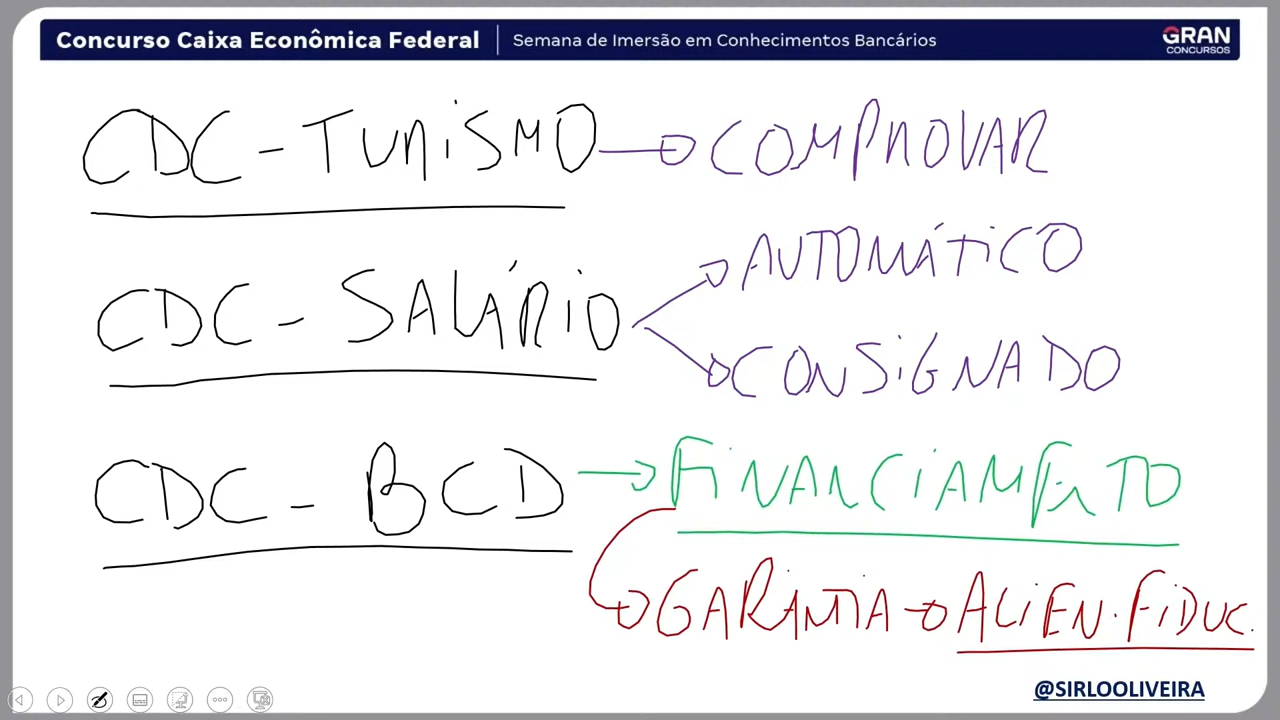 Concurso Caixa Econômica Federal | Semana de Imersão em Conhecimentos Bancários
GRAN
CONCURSOS
CDC - TURISMO → COMPROVAR
AUTOMÁTICO
CDC - SALÁRIO
CONSIGNADO
CDC - BCD → FINANCIAMENTO
GARANTIA → ALIEN. FIDUC.
@SIRLOOLIVEIRA